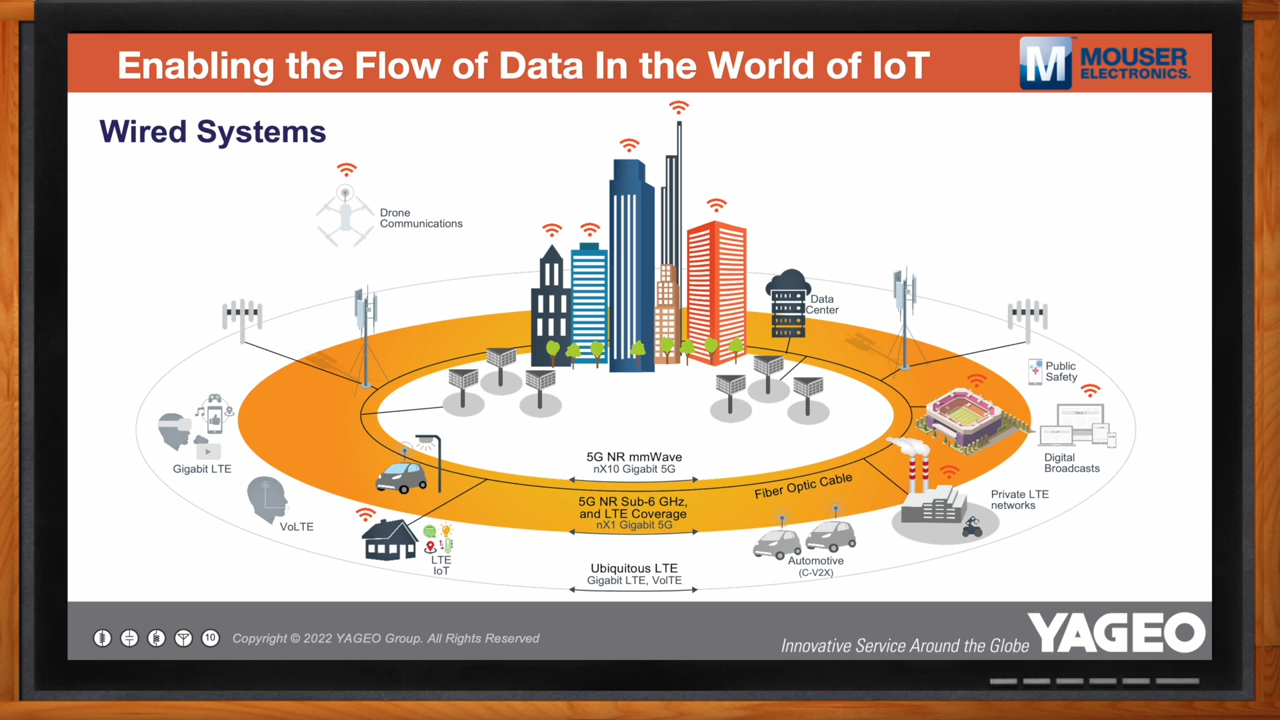 Enabling the Flow of Data In the World of IoT
M
MOUSER
ELECTRONICS.
Wired Systems
Drone
Communications
Data
Center
Public
Safety
Gigabit LTE
5G NR mmWave
nX10 Gigabit 5G
Digital
Broadcasts
Fiber Optic Cable
5G NR Sub-6 GHz,
and LTE Coverage
nX1 Gigabit 5G
Private LTE
networks
VoLTE
LTE
IoT
Automotive
(C-V2X)
Ubiquitous LTE
Gigabit LTE, VolTE
10
Copyright © 2022 YAGEO Group. All Rights Reserved
Innovative Service Around the Globe
YAGEO